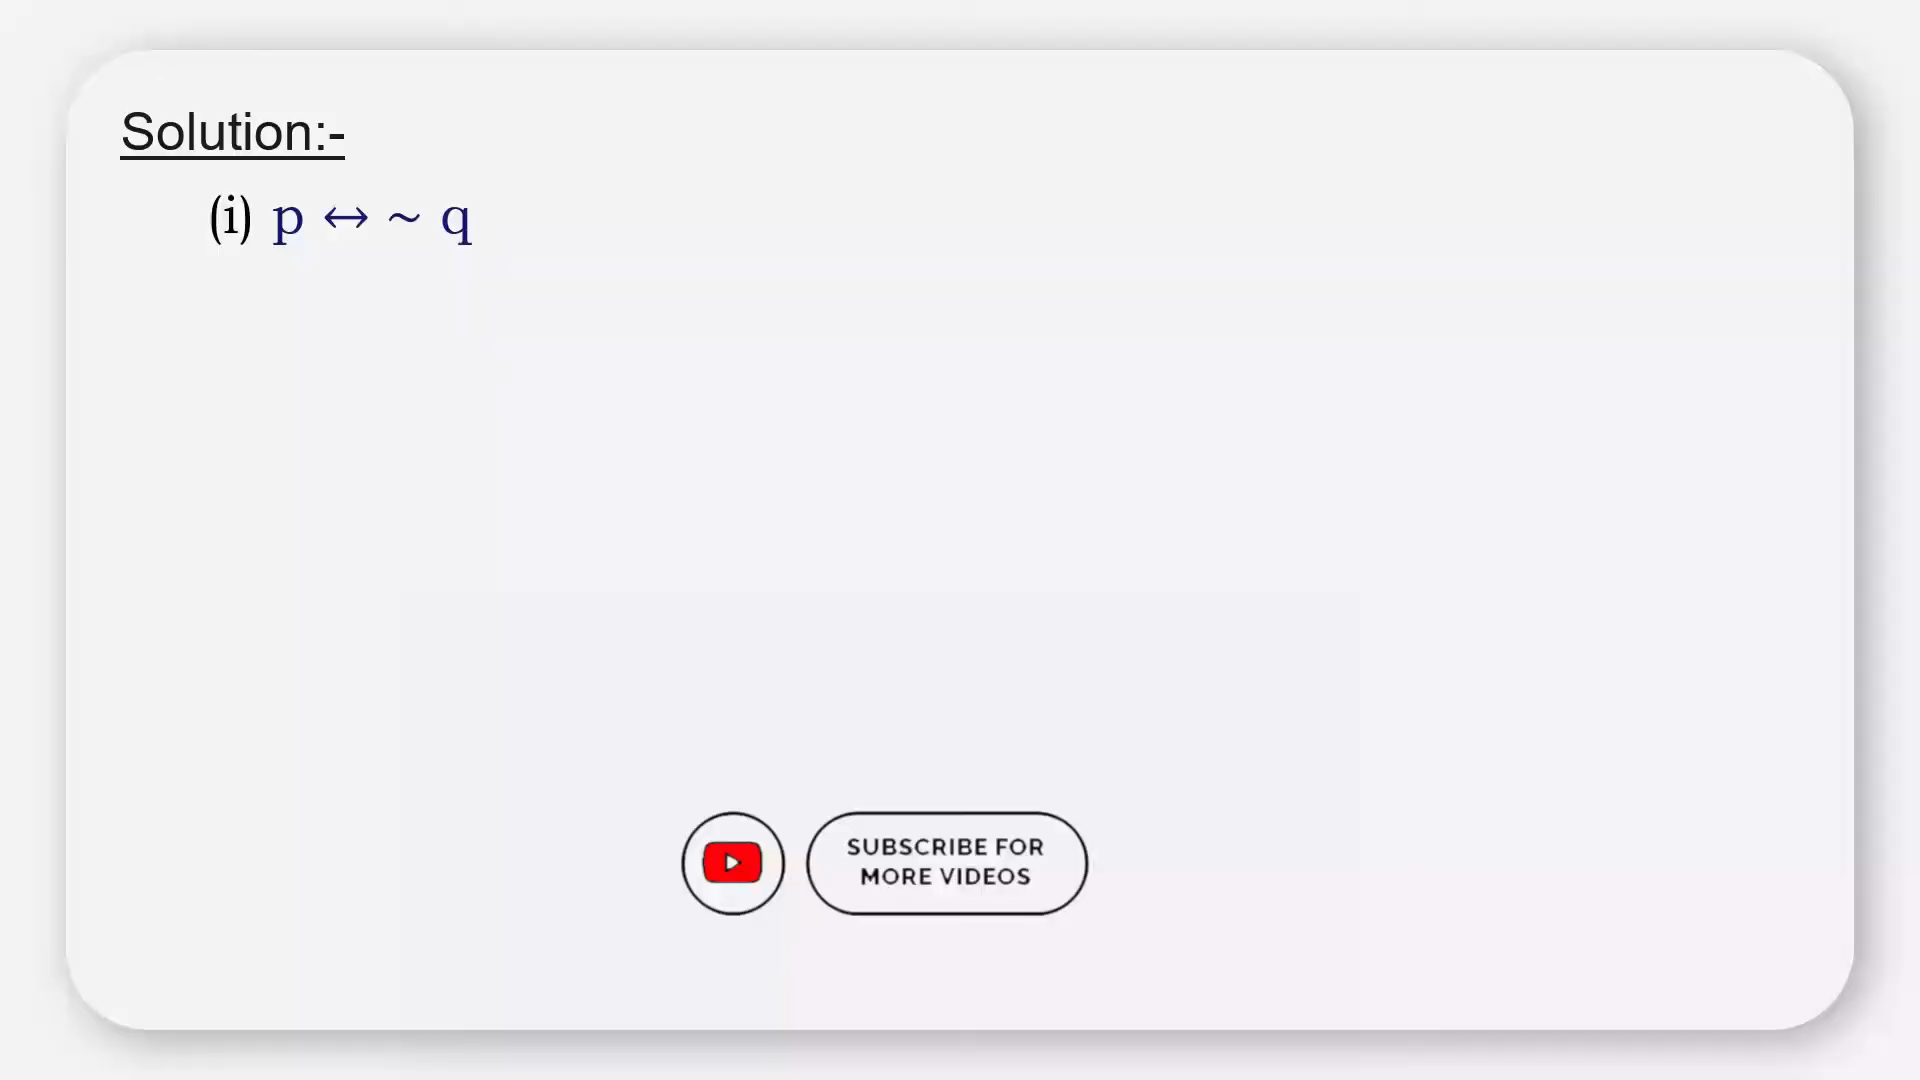 Solution:-
(i) p ↔ ~ q
SUBSCRIBE FOR
MORE VIDEOS